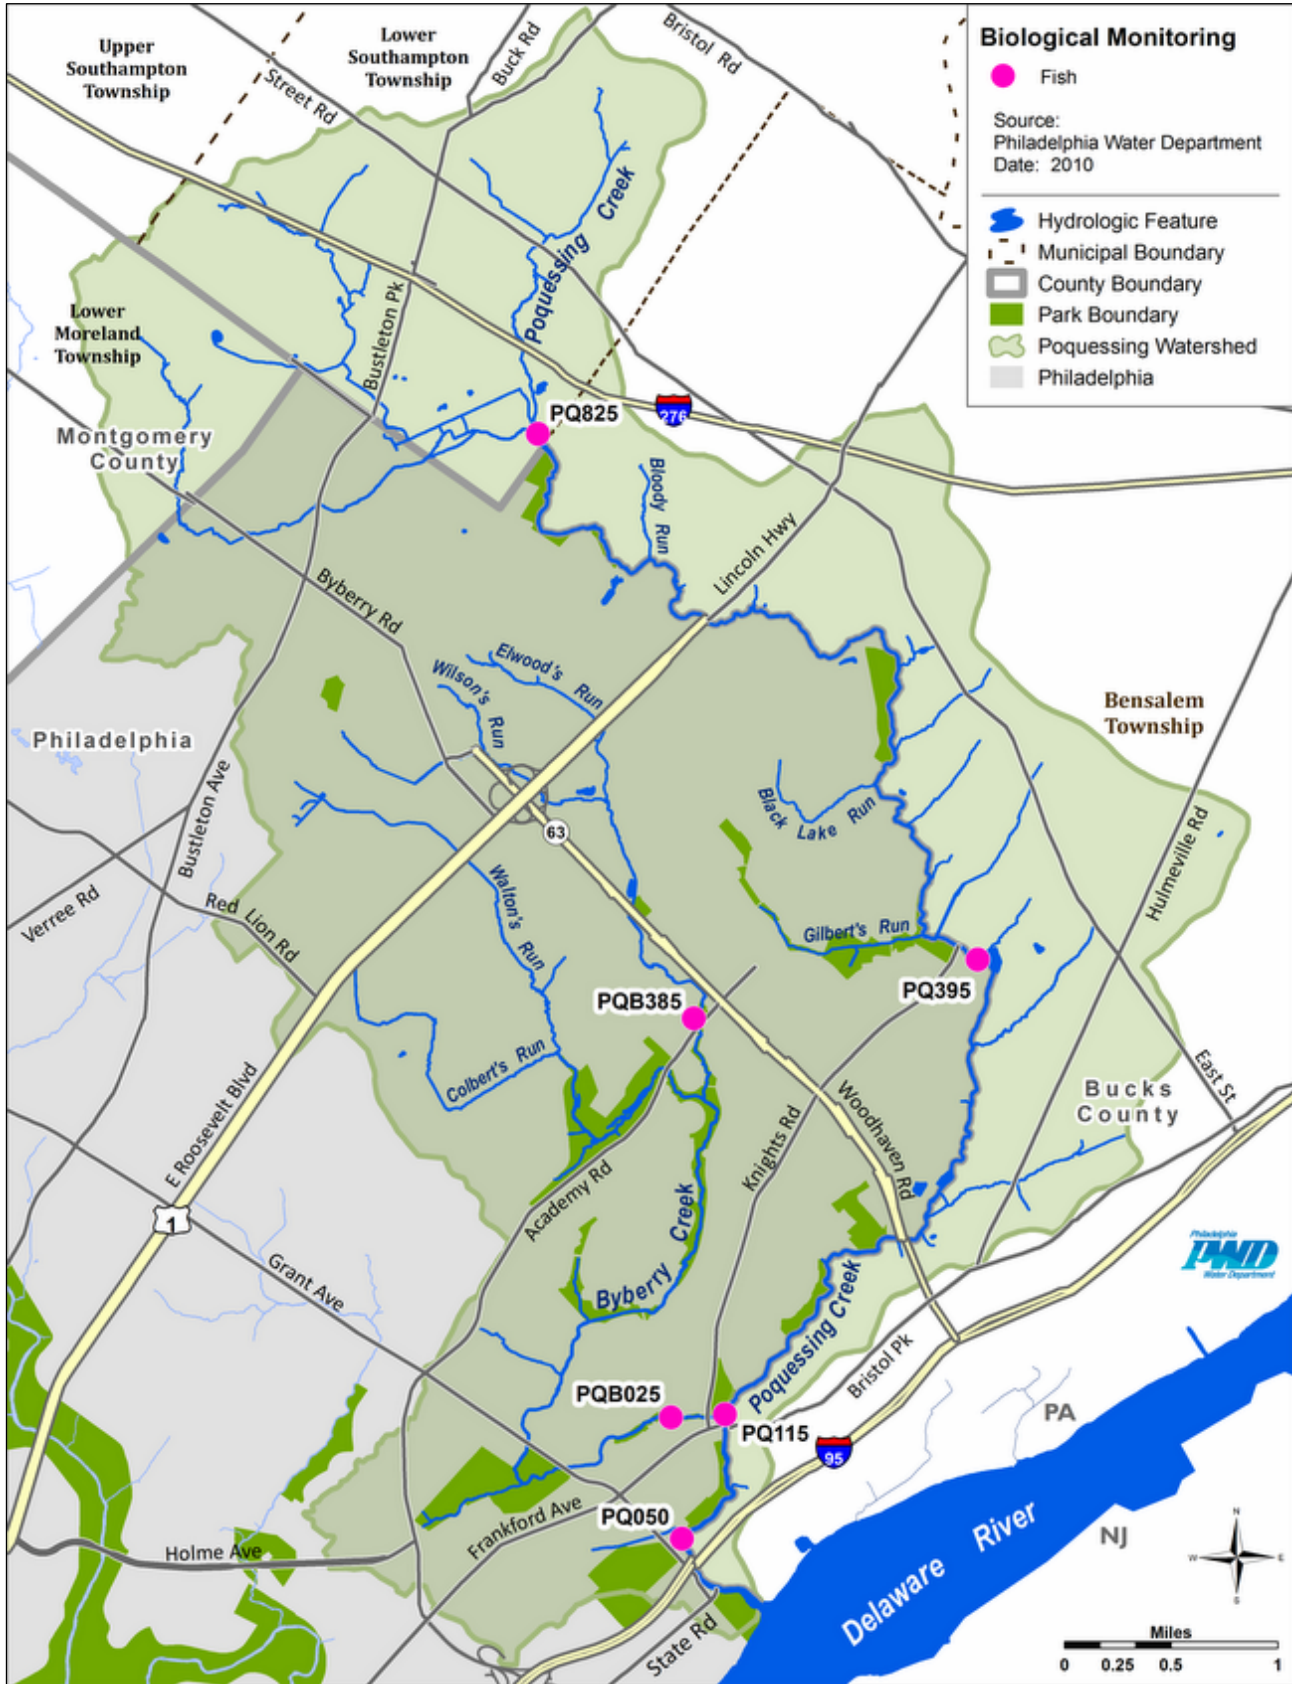 Biological Monitoring
Fish
Source:
Philadelphia Water Department
Date: 2010
Hydrologic Feature
Municipal Boundary
County Boundary
Park Boundary
Poquessing Watershed
Philadelphia
Upper
Southampton
Township
Lower
Southampton
Township
Buck Rd
Bristol Rd
Street Rd
Poquessing Creek
Bustleton Pk
Lower
Moreland
Township
276
PQ825
Montgomery
County
Bloody Run
Lincoln Hwy
Byberry Rd
Elwood's Run
Wilson's Run
Bensalem
Township
Philadelphia
Bustleton Ave
Black Lake Run
63
Hulmeville Rd
Verree Rd
Red Lion Rd
Walton's Run
Gilbert's Run
PQ395
PQB385
Colbert's Run
East St
Bucks
County
E Roosevelt Blvd
Woodhaven Rd
Knights Rd
Academy Rd
1
Grant Ave
Byberry Creek
Philadelphia
PWD
Water Department
Poquessing Creek
Bristol Pk
PQB025
PQ115
PA
95
PQ050
Frankford Ave
NJ
Holme Ave
Delaware River
State Rd
N
W E
S
Miles
0 0.25 0.5 1